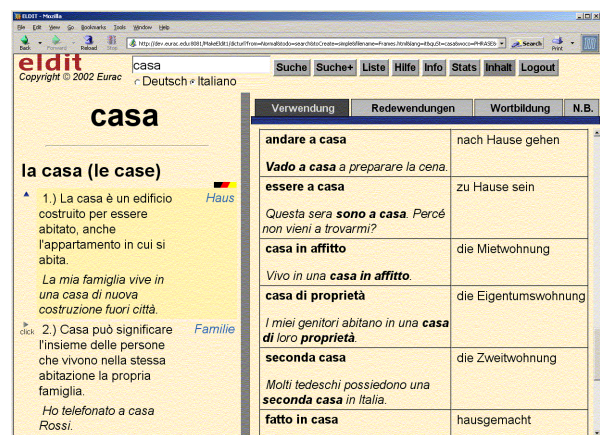 ELDIT - Mozilla
File Edit View Go Bookmarks Tools Window Help
Back Forward Reload Stop Search Print
eldit
casa
Suche Suche+ Liste Hilfe Info Stats Inhalt Logout
Copyright © 2002 Eurac
Deutsch Italiano
casa
la casa (le case)
1.) La casa è un edificio Haus
costruito per essere
abitato, anche
l'appartamento in cui si
abita.
La mia famiglia vive in
una casa di nuova
costruzione fuori città.
click 2.) Casa può significare Familie
l'insieme delle persone
che vivono nella stessa
abitazione la propria
famiglia.
Ho telefonato a casa
Rossi.
Verwendung Redewendungen Wortbildung N.B.
andare a casa nach Hause gehen
Vado a casa a preparare la cena.
essere a casa zu Hause sein
Questa sera sono a casa. Percé
non vieni a trovarmi?
casa in affitto die Mietwohnung
Vivo in una casa in affitto.
casa di proprietà die Eigentumswohnung
I miei genitori abitano in una casa
di loro proprietà.
seconda casa die Zweitwohnung
Molti tedeschi possiedono una
seconda casa in Italia.
fatto in casa hausgemacht